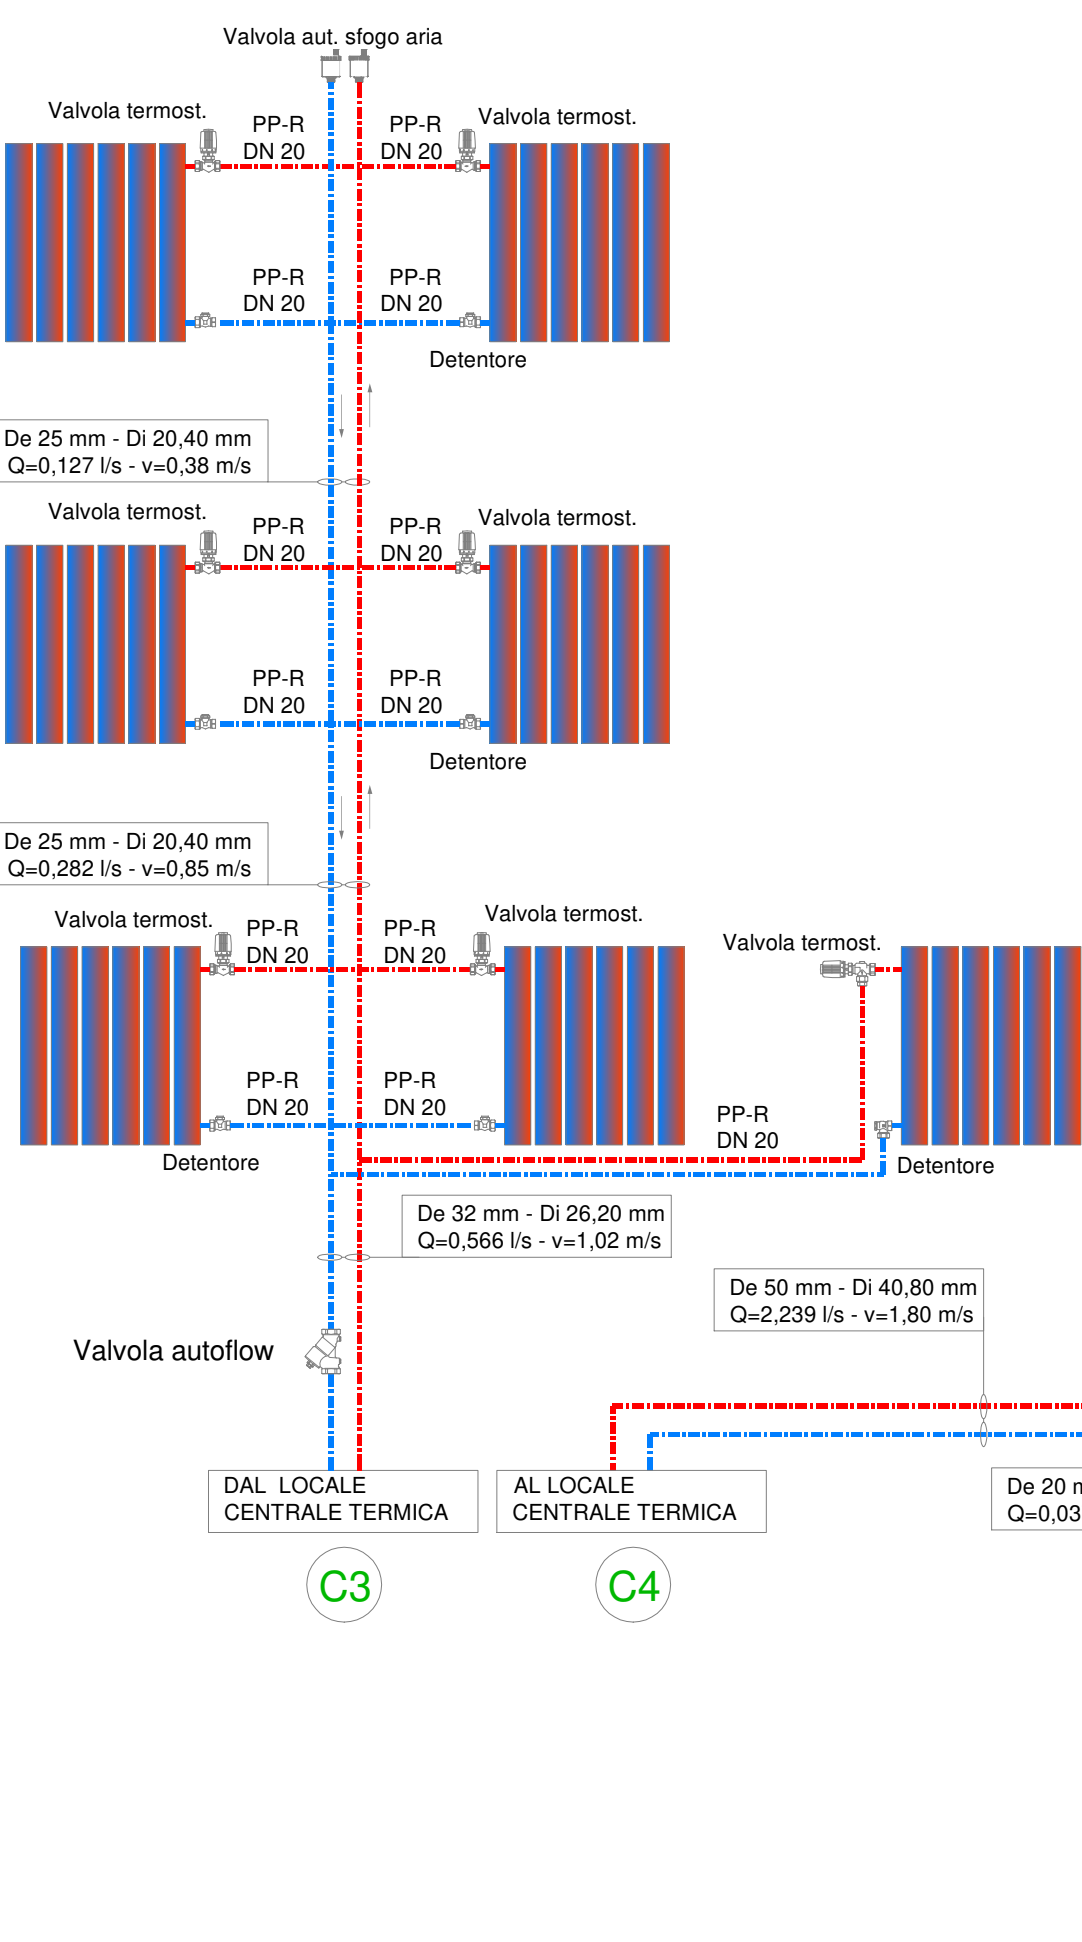 Valvola aut. sfogo aria
Valvola termost.
PP-R
DN 20
PP-R
DN 20
Valvola termost.
PP-R
DN 20
PP-R
DN 20
Detentore
De 25 mm - Di 20,40 mm
Q=0,127 l/s - v=0,38 m/s
Valvola termost.
PP-R
DN 20
PP-R
DN 20
Valvola termost.
PP-R
DN 20
PP-R
DN 20
Detentore
De 25 mm - Di 20,40 mm
Q=0,282 l/s - v=0,85 m/s
Valvola termost.
PP-R
DN 20
PP-R
DN 20
Valvola termost.
Valvola termost.
PP-R
DN 20
PP-R
DN 20
PP-R
DN 20
Detentore
Detentore
De 32 mm - Di 26,20 mm
Q=0,566 l/s - v=1,02 m/s
De 50 mm - Di 40,80 mm
Q=2,239 l/s - v=1,80 m/s
Valvola autoflow
DAL LOCALE
CENTRALE TERMICA
AL LOCALE
CENTRALE TERMICA
De 20
Q=0,03
C3
C4